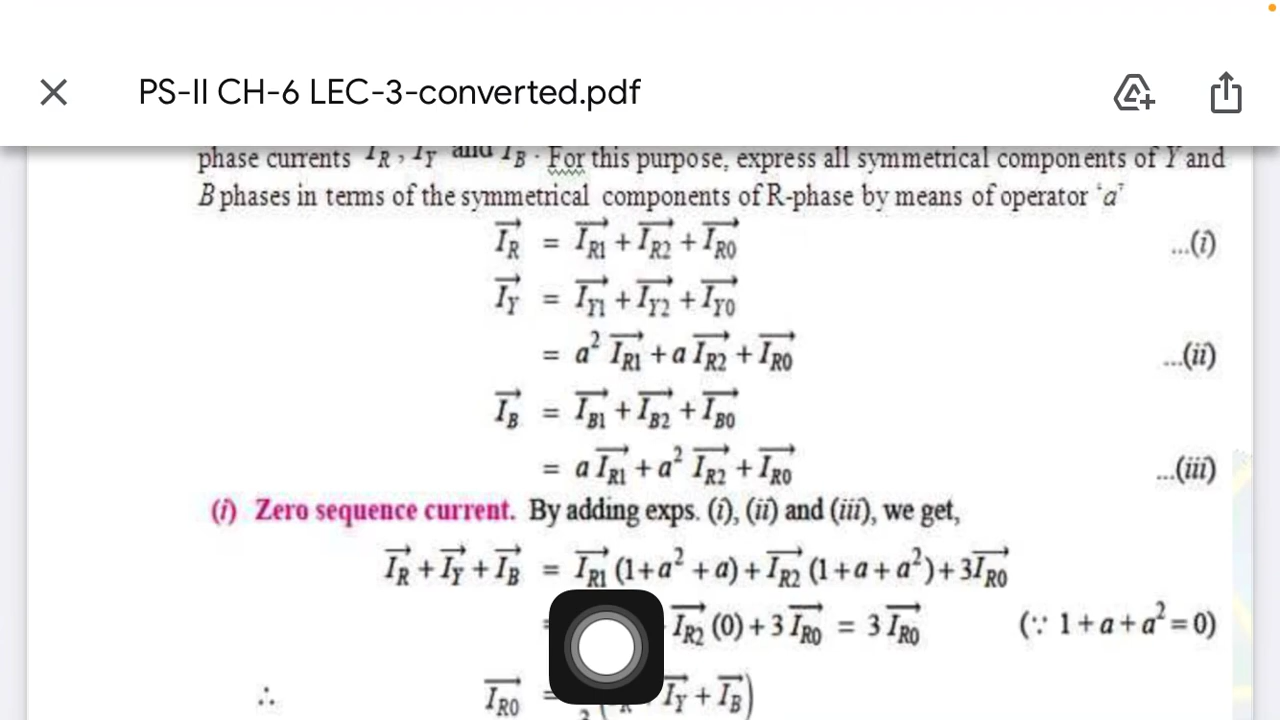 PS-II CH-6 LEC-3-converted.pdf
phase currents I_R, I_Y and I_B. For this purpose, express all symmetrical components of Y and
B phases in terms of the symmetrical components of R-phase by means of operator 'a'
I_R→ = I_R1→ + I_R2→ + I_R0→ ...(i)
I_Y→ = I_Y1→ + I_Y2→ + I_Y0→
= a² I_R1→ + a I_R2→ + I_R0→ ...(ii)
I_B→ = I_B1→ + I_B2→ + I_B0→
= a I_R1→ + a² I_R2→ + I_R0→ ...(iii)
(i) Zero sequence current. By adding exps. (i), (ii) and (iii), we get,
I_R→ + I_Y→ + I_B→ = I_R1→ (1+a² + a) + I_R2→ (1+a+a²) + 3I_R0→
I_R2→ (0) + 3 I_R0→ = 3 I_R0→ (∵ 1+a+a² = 0)
∴ I_R0→ = I_Y→ + I_B→)